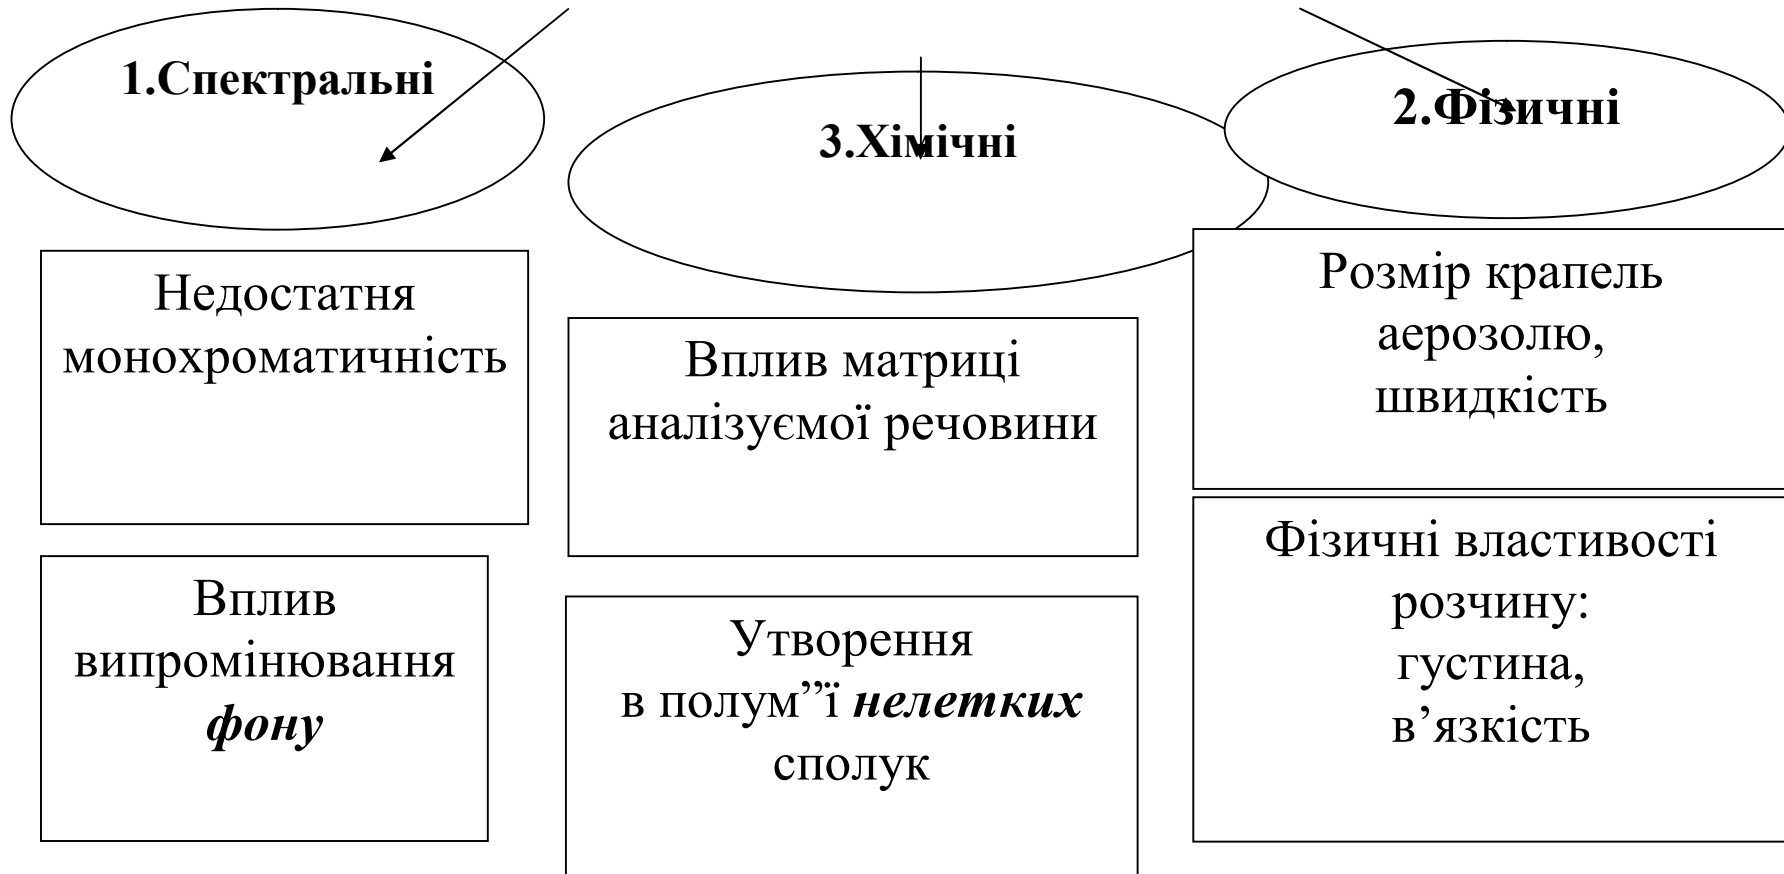 1.Спектральні
Недостатня
монохроматичність
Вплив
випромінювання
фону
3.Хімічні
Вплив матриці
аналізуємої речовини
Утворення
в полум”ї нелетких
сполук
2.Фізичні
Розмір крапель
аерозолю,
швидкість
Фізичні властивості
розчину:
густина,
в’язкість